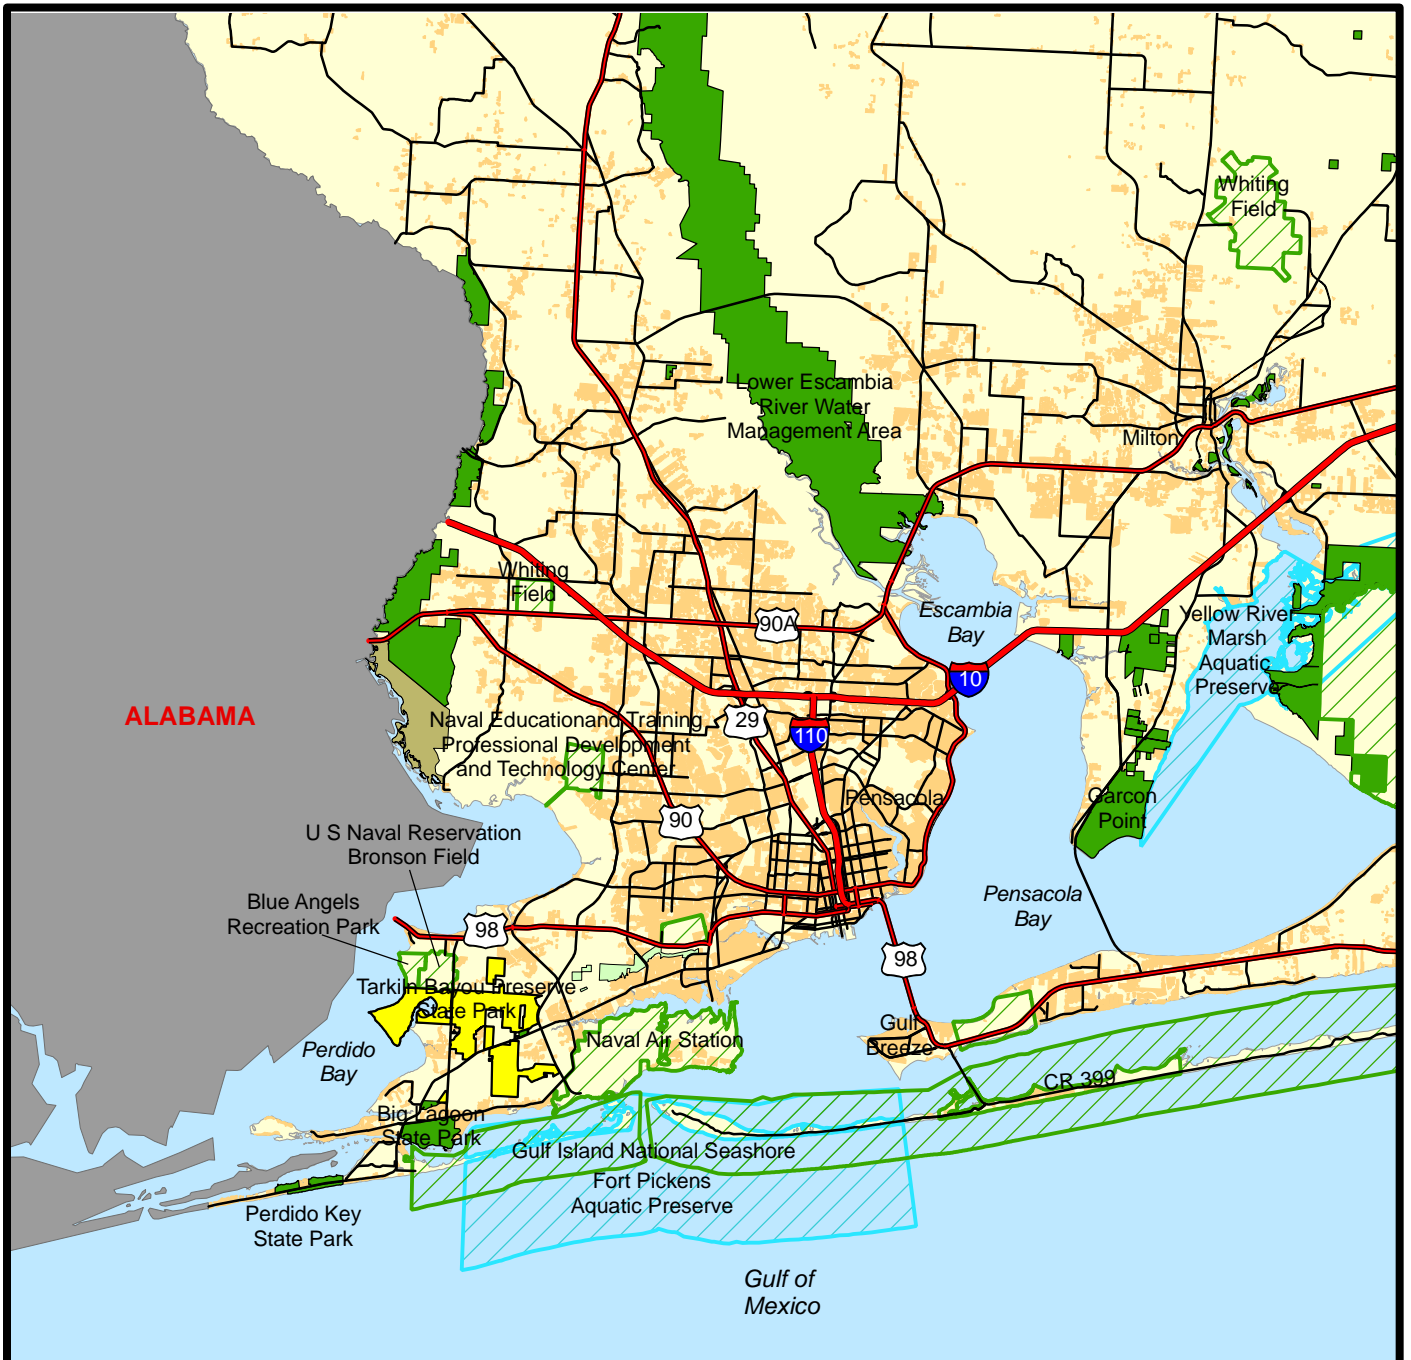 Whiting
Field
Lower Escambia
River Water
Management Area
Milton
Whiting
Field
90A
Escambia
Bay
Yellow River
Marsh
Aquatic
Preserve
10
ALABAMA
Naval Educationand Training
Professional Development
and Technology Center
29
110
Pensacola
Garcon
Point
90
U S Naval Reservation
Bronson Field
Blue Angels
Recreation Park
Pensacola
Bay
98
98
Tarkiln Bayou Preserve
State Park
Gulf
Breeze
Naval Air Station
Perdido
Bay
CR 399
Big Lagoon
State Park
Gulf Island National Seashore
Fort Pickens
Aquatic Preserve
Perdido Key
State Park
Gulf of
Mexico